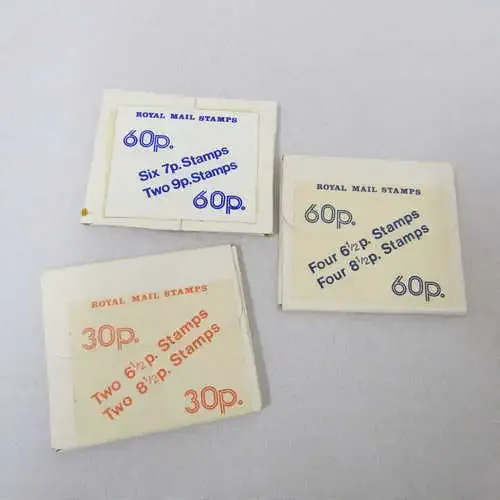 ROYAL MAIL STAMPS
60p.
Six 7p. Stamps
Two 9p. Stamps
60p.
ROYAL MAIL STAMPS
60p.
Four 6½p. Stamps
Four 8½p. Stamps
60p.
ROYAL MAIL STAMPS
30p.
Two 6½p. Stamps
Two 8½p. Stamps
30p.